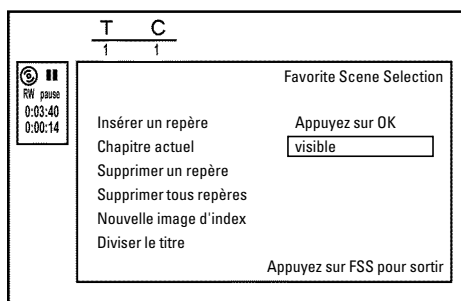 T C
1 1
RW pause
0:03:40
0:00:14
Favorite Scene Selection
Insérer un repère Appuyez sur OK
Chapitre actuel visible
Supprimer un repère
Supprimer tous repères
Nouvelle image d'index
Diviser le titre
Appuyez sur FSS pour sortir